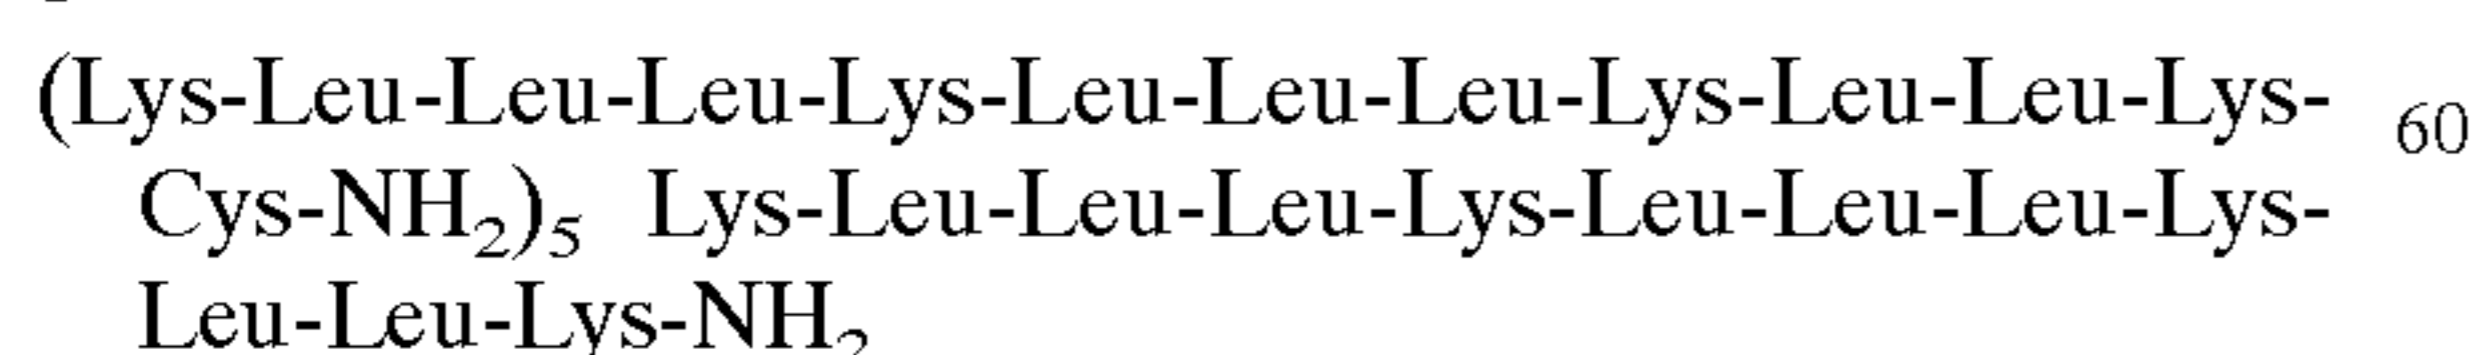 (Lys-Leu-Leu-Leu-Lys-Leu-Leu-Leu-Lys-Leu-Leu-Lys- 60
Cys-NH₂)₅ Lys-Leu-Leu-Leu-Lys-Leu-Leu-Leu-Lys-
Leu-Leu-Lys-NH₂